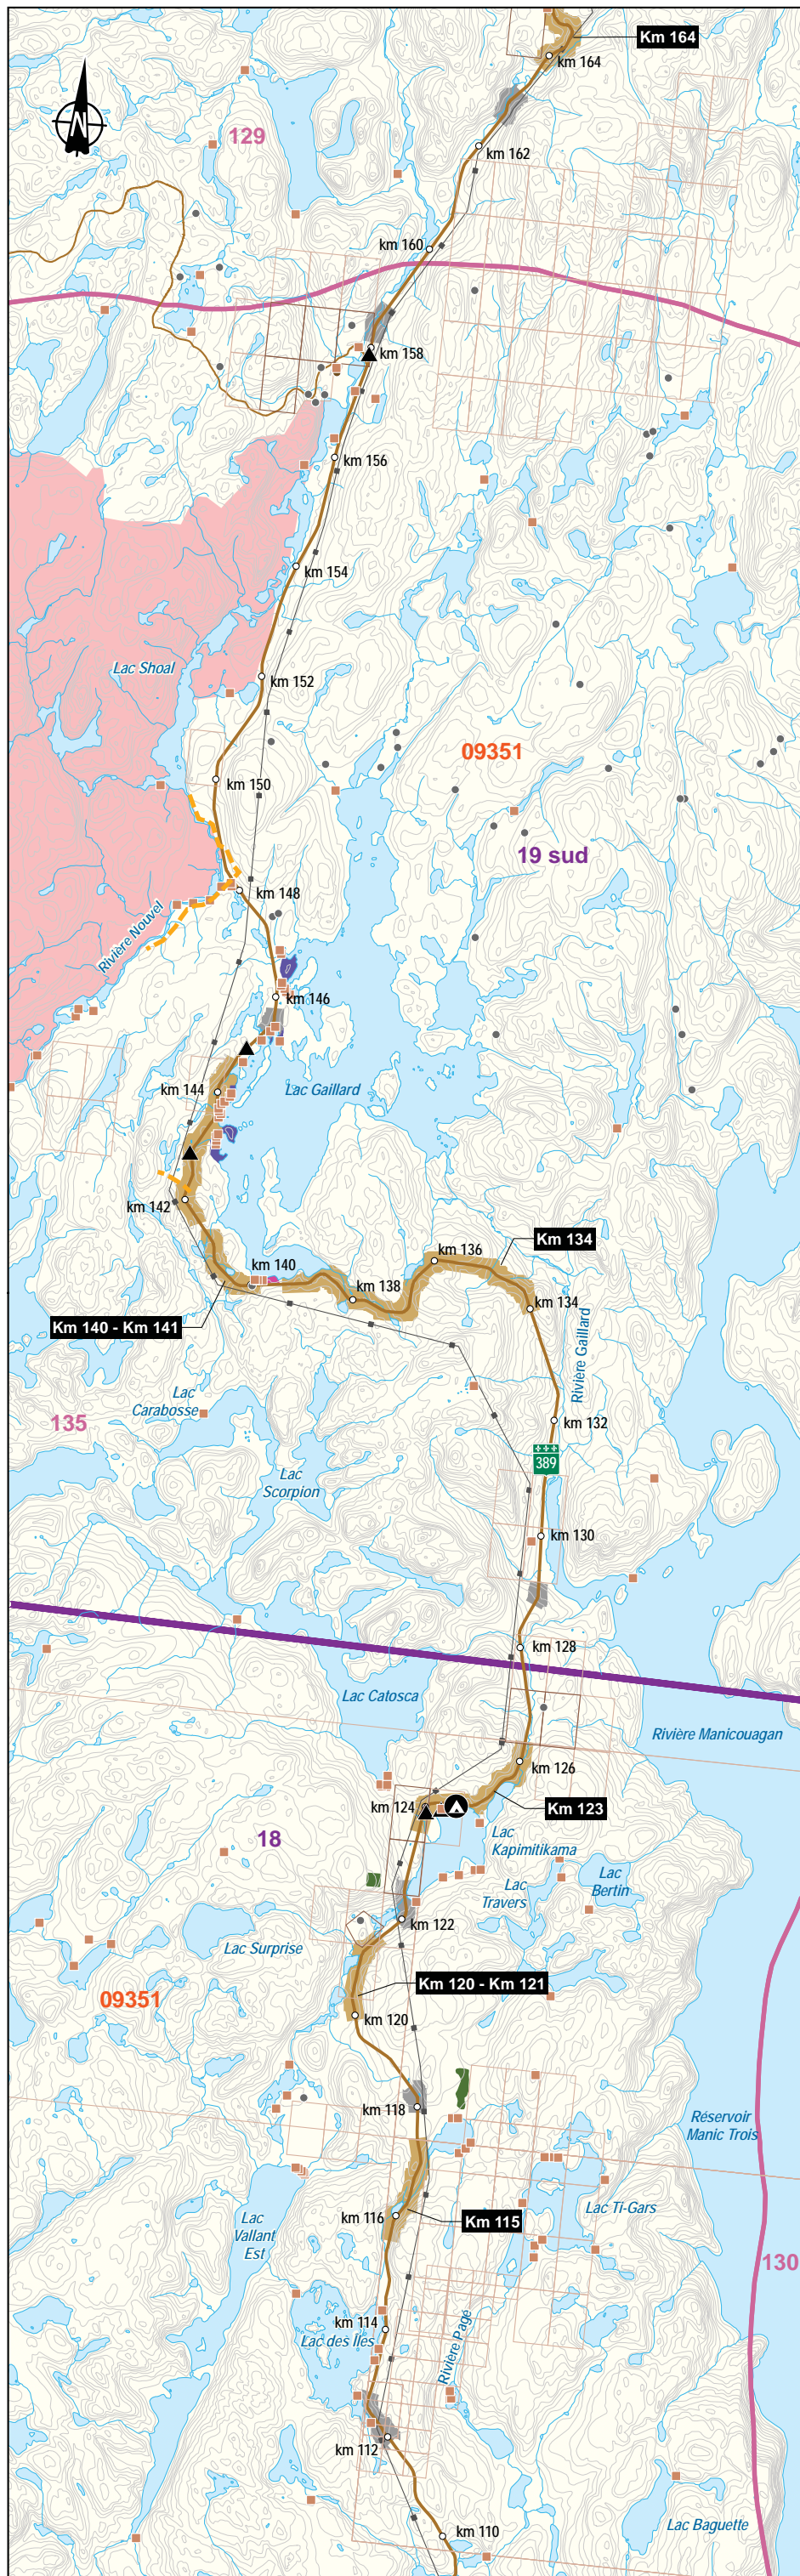 Km 164
km 164
N
129
km 162
km 160
km 158
km 156
km 154
Lac Shoal
km 152
09351
km 150
19 sud
km 148
Rivière Nouvel
km 146
Lac Gaillard
km 144
km 142
Km 134
km 136
km 140
km 138
km 134
Km 140 - Km 141
Rivière Gaillard
Lac
Carabosse
135
km 132
389
Lac
Scorpion
km 130
km 128
Lac Catosca
Rivière Manicouagan
km 126
km 124
Km 123
18
Lac
Kapimitikama
Lac
Bertin
Lac
Travers
km 122
Lac Surprise
Km 120 - Km 121
09351
km 120
km 118
Réservoir
Manic Trois
Lac Ti-Gars
km 116
Km 115
Lac
Vallant
Est
130
km 114
Lac des Îles
Rivière Pagé
km 112
km 110
Lac Baguette